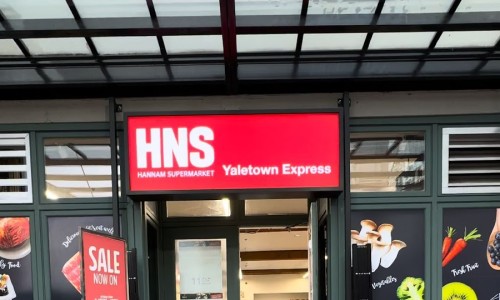 HNS
HANNAM SUPERMARKET
Yaletown Express
SALE
NOW ON
Vegetables
Fresh Fruit